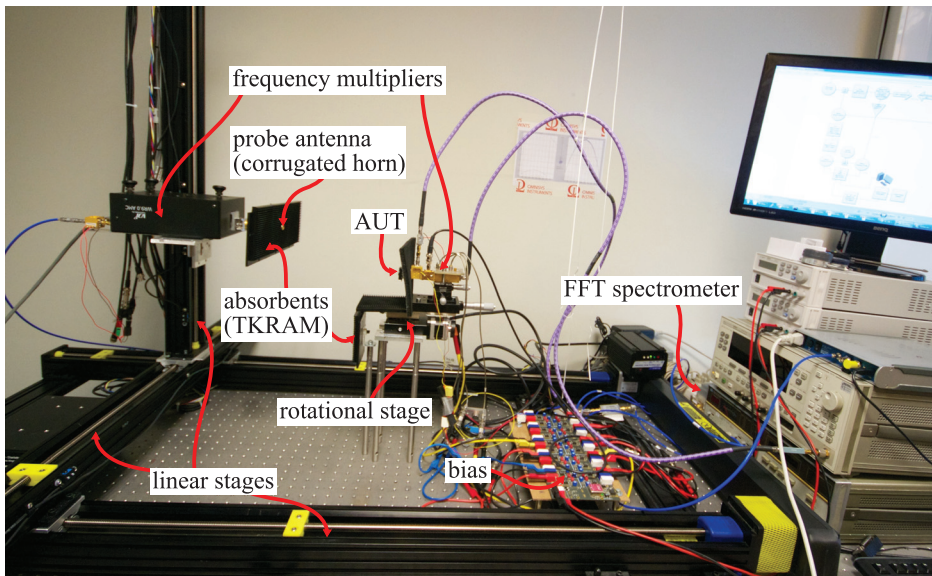 frequency multipliers
probe antenna
(corrugated horn)
AUT
FFT spectrometer
absorbents
(TKRAM)
rotational stage
linear stages
bias